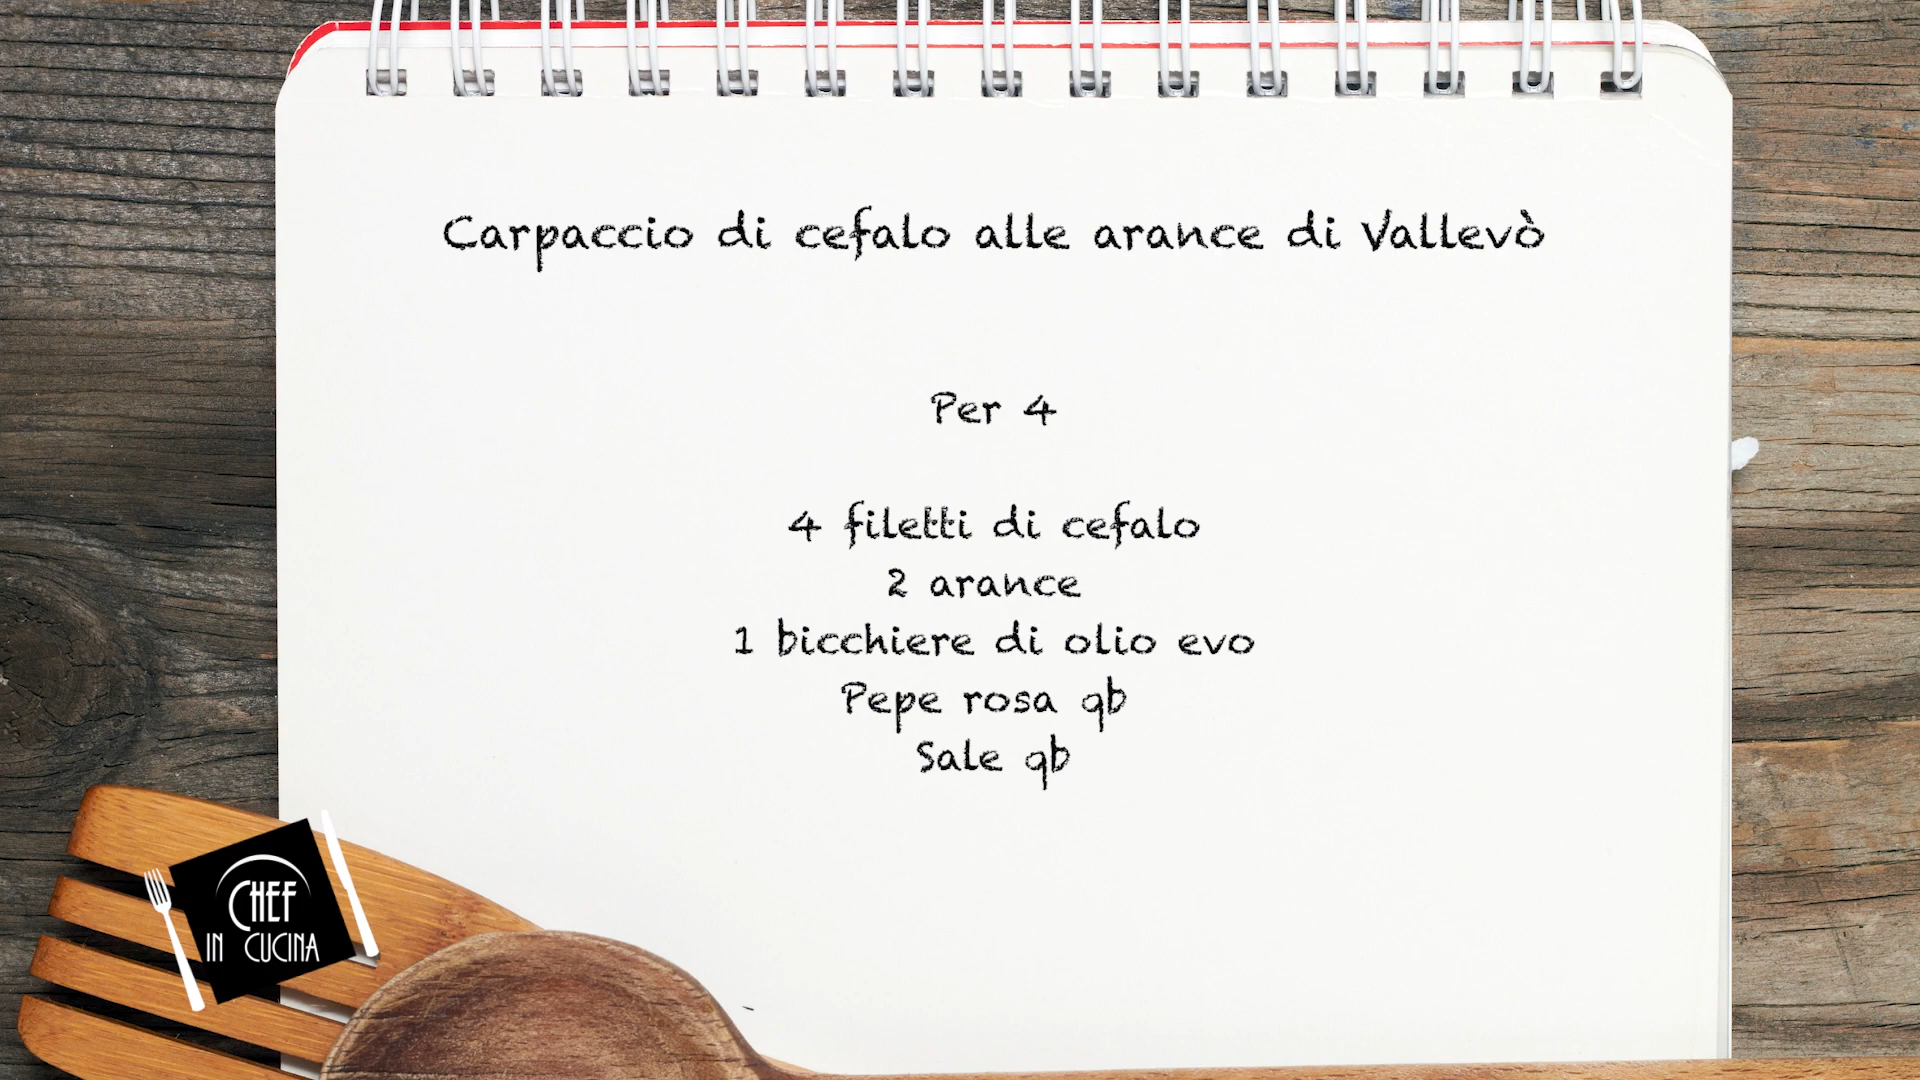 Carpaccio di cefalo alle arance di Vallevò
Per 4
4 filetti di cefalo
2 arance
1 bicchiere di olio evo
Pepe rosa qb
Sale qb
CHEF
IN CUCINA